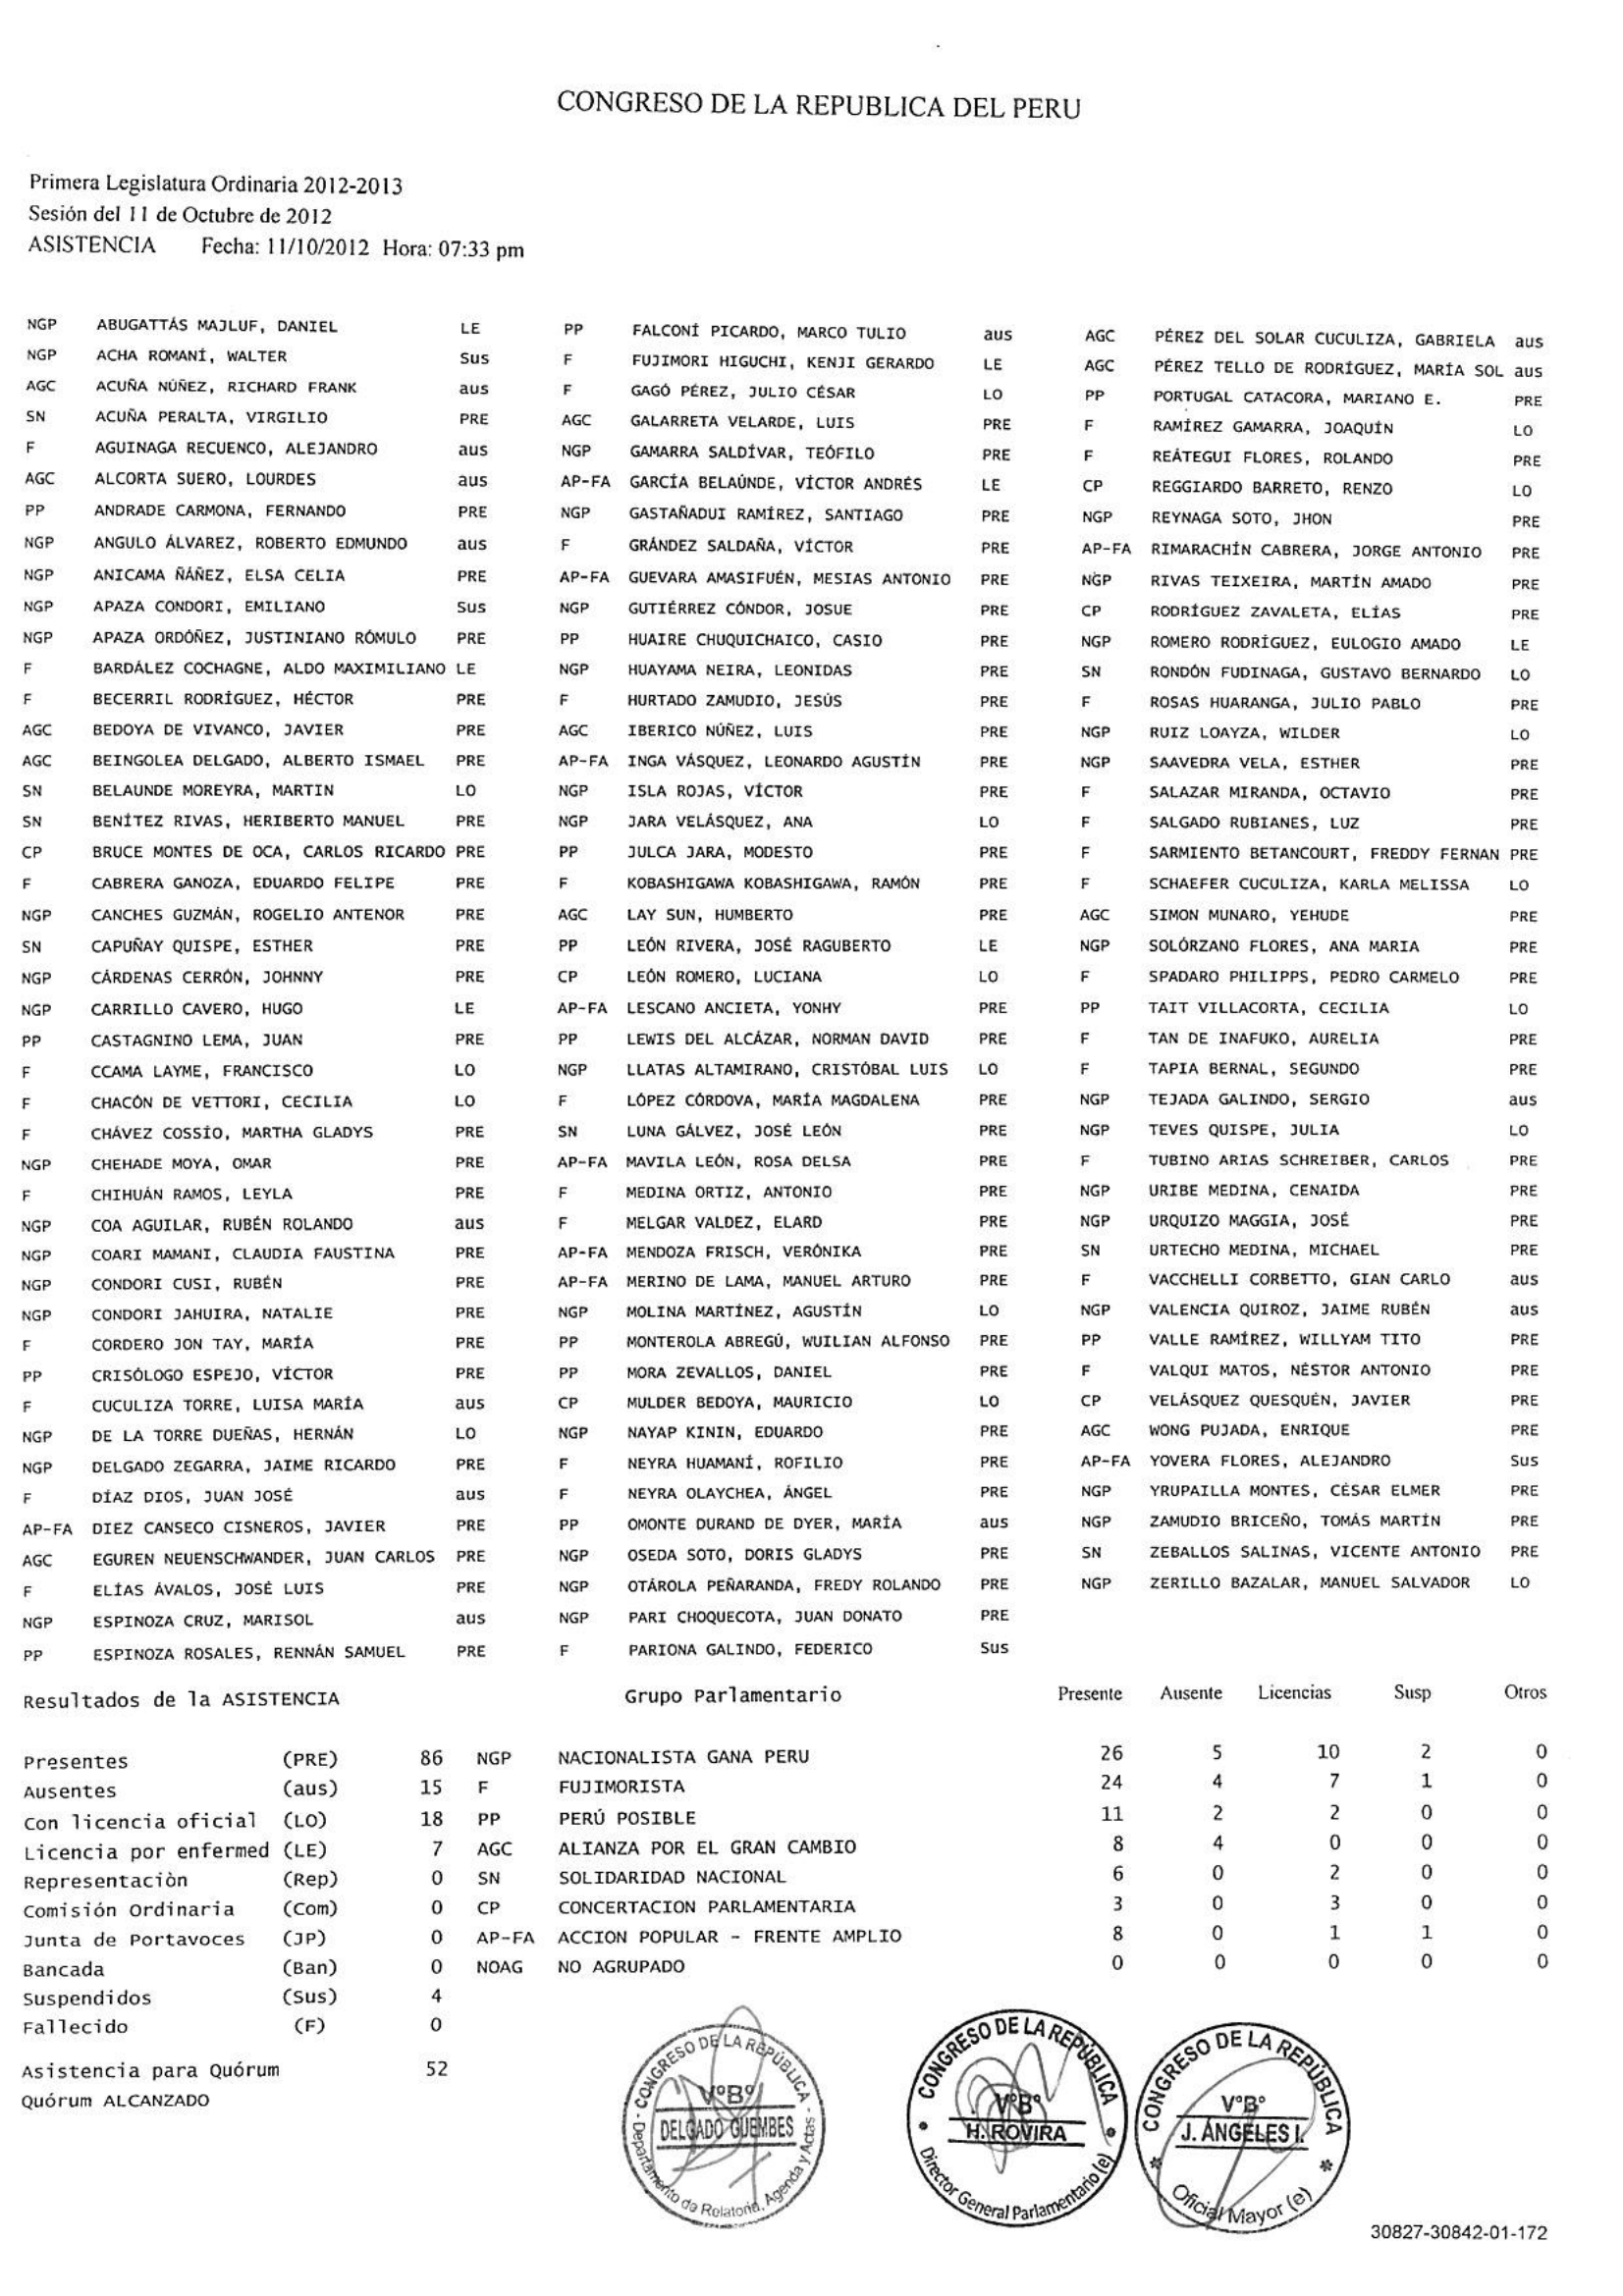 CONGRESO DE LA REPUBLICA DEL PERU
Primera Legislatura Ordinaria 2012-2013
Sesión del 11 de Octubre de 2012
ASISTENCIA Fecha: 11/10/2012 Hora: 07:33 pm
NGP ABUGATTÁS MAJLUF, DANIEL LE
NGP ACHA ROMANÍ, WALTER Sus
AGC ACUÑA NÚÑEZ, RICHARD FRANK aus
SN ACUÑA PERALTA, VIRGILIO PRE
F AGUINAGA RECUENCO, ALEJANDRO aus
AGC ALCORTA SUERO, LOURDES aus
PP ANDRADE CARMONA, FERNANDO PRE
NGP ANGULO ÁLVAREZ, ROBERTO EDMUNDO aus
NGP ANICAMA ÑÁÑEZ, ELSA CELIA PRE
NGP APAZA CONDORI, EMILIANO Sus
NGP APAZA ORDÓÑEZ, JUSTINIANO RÓMULO PRE
F BARDÁLEZ COCHAGNE, ALDO MAXIMILIANO LE
F BECERRIL RODRÍGUEZ, HÉCTOR PRE
AGC BEDOYA DE VIVANCO, JAVIER PRE
AGC BEINGOLEA DELGADO, ALBERTO ISMAEL PRE
SN BELAUNDE MOREYRA, MARTIN LO
SN BENÍTEZ RIVAS, HERIBERTO MANUEL PRE
CP BRUCE MONTES DE OCA, CARLOS RICARDO PRE
F CABRERA GANOZA, EDUARDO FELIPE PRE
NGP CANCHES GUZMÁN, ROGELIO ANTENOR PRE
SN CAPUÑAY QUISPE, ESTHER PRE
NGP CÁRDENAS CERRÓN, JOHNNY PRE
NGP CARRILLO CAVERO, HUGO LE
PP CASTAGNINO LEMA, JUAN PRE
F CCAMA LAYME, FRANCISCO LO
F CHACÓN DE VETTORI, CECILIA LO
F CHÁVEZ COSSÍO, MARTHA GLADYS PRE
NGP CHEHADE MOYA, OMAR PRE
F CHIHUÁN RAMOS, LEYLA PRE
NGP COA AGUILAR, RUBÉN ROLANDO aus
NGP COARI MAMANI, CLAUDIA FAUSTINA PRE
NGP CONDORI CUSI, RUBÉN PRE
NGP CONDORI JAHUIRA, NATALIE PRE
F CORDERO JON TAY, MARÍA PRE
PP CRISÓLOGO ESPEJO, VÍCTOR PRE
F CUCULIZA TORRE, LUISA MARÍA aus
NGP DE LA TORRE DUEÑAS, HERNÁN LO
NGP DELGADO ZEGARRA, JAIME RICARDO PRE
F DÍAZ DIOS, JUAN JOSÉ aus
AP-FA DIEZ CANSECO CISNEROS, JAVIER PRE
AGC EGUREN NEUENSCHWANDER, JUAN CARLOS PRE
F ELÍAS ÁVALOS, JOSÉ LUIS PRE
NGP ESPINOZA CRUZ, MARISOL aus
PP ESPINOZA ROSALES, RENNÁN SAMUEL PRE
PP FALCONÍ PICARDO, MARCO TULIO aus
F FUJIMORI HIGUCHI, KENJI GERARDO LE
F GAGÓ PÉREZ, JULIO CÉSAR LO
AGC GALARRETA VELARDE, LUIS PRE
NGP GAMARRA SALDÍVAR, TEÓFILO PRE
AP-FA GARCÍA BELAÚNDE, VÍCTOR ANDRÉS LE
NGP GASTAÑADUI RAMÍREZ, SANTIAGO PRE
F GRÁNDEZ SALDAÑA, VÍCTOR PRE
AP-FA GUEVARA AMASIFUÉN, MESIAS ANTONIO PRE
NGP GUTIÉRREZ CÓNDOR, JOSUE PRE
PP HUAIRE CHUQUICHAICO, CASIO PRE
NGP HUAYAMA NEIRA, LEONIDAS PRE
F HURTADO ZAMUDIO, JESÚS PRE
AGC IBERICO NÚÑEZ, LUIS PRE
AP-FA INGA VÁSQUEZ, LEONARDO AGUSTÍN PRE
NGP ISLA ROJAS, VÍCTOR PRE
NGP JARA VELÁSQUEZ, ANA LO
PP JULCA JARA, MODESTO PRE
F KOBASHIGAWA KOBASHIGAWA, RAMÓN PRE
AGC LAY SUN, HUMBERTO PRE
PP LEÓN RIVERA, JOSÉ RAGUBERTO LE
CP LEÓN ROMERO, LUCIANA LO
AP-FA LESCANO ANCIETA, YONHY PRE
PP LEWIS DEL ALCÁZAR, NORMAN DAVID PRE
NGP LLATAS ALTAMIRANO, CRISTÓBAL LUIS LO
F LÓPEZ CÓRDOVA, MARÍA MAGDALENA PRE
SN LUNA GÁLVEZ, JOSÉ LEÓN PRE
AP-FA MAVILA LEÓN, ROSA DELSA PRE
F MEDINA ORTIZ, ANTONIO PRE
F MELGAR VALDEZ, ELARD PRE
AP-FA MENDOZA FRISCH, VERÓNIKA PRE
AP-FA MERINO DE LAMA, MANUEL ARTURO PRE
NGP MOLINA MARTÍNEZ, AGUSTÍN LO
PP MONTEROLA ABREGÚ, WUILIAN ALFONSO PRE
PP MORA ZEVALLOS, DANIEL PRE
CP MULDER BEDOYA, MAURICIO LO
NGP NAYAP KININ, EDUARDO PRE
F NEYRA HUAMANÍ, ROFILIO PRE
F NEYRA OLAYCHEA, ÁNGEL PRE
PP OMONTE DURAND DE DYER, MARÍA aus
NGP OSEDA SOTO, DORIS GLADYS PRE
NGP OTÁROLA PEÑARANDA, FREDY ROLANDO PRE
NGP PARI CHOQUECOTA, JUAN DONATO PRE
F PARIONA GALINDO, FEDERICO Sus
AGC PÉREZ DEL SOLAR CUCULIZA, GABRIELA aus
AGC PÉREZ TELLO DE RODRÍGUEZ, MARÍA SOL aus
PP PORTUGAL CATACORA, MARIANO E. PRE
F RAMÍREZ GAMARRA, JOAQUÍN LO
F REÁTEGUI FLORES, ROLANDO PRE
CP REGGIARDO BARRETO, RENZO LO
NGP REYNAGA SOTO, JHON PRE
AP-FA RIMARACHÍN CABRERA, JORGE ANTONIO PRE
NGP RIVAS TEIXEIRA, MARTÍN AMADO PRE
CP RODRÍGUEZ ZAVALETA, ELÍAS PRE
NGP ROMERO RODRÍGUEZ, EULOGIO AMADO LE
SN RONDÓN FUDINAGA, GUSTAVO BERNARDO LO
F ROSAS HUARANGA, JULIO PABLO PRE
NGP RUIZ LOAYZA, WILDER LO
NGP SAAVEDRA VELA, ESTHER PRE
F SALAZAR MIRANDA, OCTAVIO PRE
F SALGADO RUBIANES, LUZ PRE
F SARMIENTO BETANCOURT, FREDDY FERNAN PRE
F SCHAEFER CUCULIZA, KARLA MELISSA LO
AGC SIMON MUNARO, YEHUDE PRE
NGP SOLÓRZANO FLORES, ANA MARIA PRE
F SPADARO PHILIPPS, PEDRO CARMELO PRE
PP TAIT VILLACORTA, CECILIA LO
F TAN DE INAFUKO, AURELIA PRE
F TAPIA BERNAL, SEGUNDO PRE
NGP TEJADA GALINDO, SERGIO aus
NGP TEVES QUISPE, JULIA LO
F TUBINO ARIAS SCHREIBER, CARLOS PRE
NGP URIBE MEDINA, CENAIDA PRE
NGP URQUIZO MAGGIA, JOSÉ PRE
SN URTECHO MEDINA, MICHAEL PRE
F VACCHELLI CORBETTO, GIAN CARLO aus
NGP VALENCIA QUIROZ, JAIME RUBÉN aus
PP VALLE RAMÍREZ, WILLYAM TITO PRE
F VALQUI MATOS, NÉSTOR ANTONIO PRE
CP VELÁSQUEZ QUESQUÉN, JAVIER PRE
AGC WONG PUJADA, ENRIQUE PRE
AP-FA YOVERA FLORES, ALEJANDRO Sus
NGP YRUPAILLA MONTES, CÉSAR ELMER PRE
NGP ZAMUDIO BRICEÑO, TOMÁS MARTÍN PRE
SN ZEBALLOS SALINAS, VICENTE ANTONIO PRE
NGP ZERILLO BAZALAR, MANUEL SALVADOR LO
Resultados de la ASISTENCIA
Presentes (PRE) 86
Ausentes (aus) 15
Con licencia oficial (LO) 18
Licencia por enfermed (LE) 7
Representación (Rep) 0
Comisión Ordinaria (Com) 0
Junta de Portavoces (JP) 0
Bancada (Ban) 0
Suspendidos (Sus) 4
Fallecido (F) 0
Asistencia para Quórum 52
Quórum ALCANZADO
Grupo Parlamentario Presente Ausente Licencias Susp Otros
NGP NACIONALISTA GANA PERU 26 5 10 2 0
F FUJIMORISTA 24 4 7 1 0
PP PERÚ POSIBLE 11 2 2 0 0
AGC ALIANZA POR EL GRAN CAMBIO 8 4 0 0 0
SN SOLIDARIDAD NACIONAL 6 0 2 0 0
CP CONCERTACION PARLAMENTARIA 3 0 3 0 0
AP-FA ACCION POPULAR - FRENTE AMPLIO 8 0 1 1 0
NOAG NO AGRUPADO 0 0 0 0 0
CONGRESO DE LA REPÚBLICA
V°B°
DELGADO GUEMBES
Departamento de Relatoria, Agenda y Actas
CONGRESO DE LA REPÚBLICA
V°B°
H. ROVIRA
Director General Parlamentario (e)
CONGRESO DE LA REPÚBLICA
V°B°
J. ÁNGELES I.
Oficial Mayor (e)
30827-30842-01-172